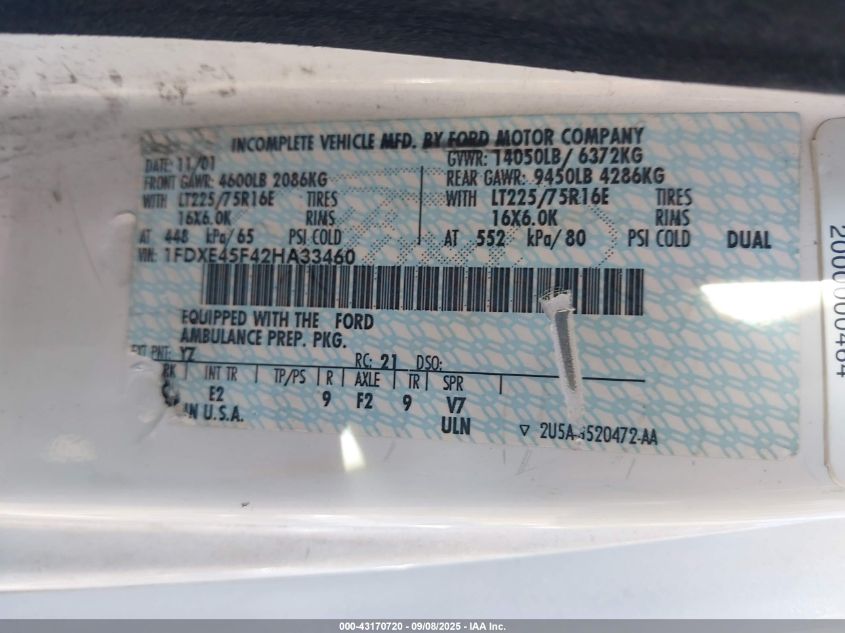 INCOMPLETE VEHICLE MFD. BY FORD MOTOR COMPANY
DATE: 11/01 GVWR: 14050LB/ 6372KG
FRONT GAWR: 4600LB 2086KG REAR GAWR: 9450LB 4286KG
WITH LT225/75R16E TIRES WITH LT225/75R16E TIRES
16X6.0K RIMS 16X6.0K RIMS
AT 448 kPa/65 PSI COLD AT 552 kPa/80 PSI COLD DUAL
VIN: 1FDXE45F42HA33460
EQUIPPED WITH THE FORD
AMBULANCE PREP. PKG.
EXT PNT: YZ RC: 21 DSO:
RK INT TR TP/PS R AXLE TR SPR
E2 9 F2 9 V7
IN U.S.A. ULN ▽ 2U5A- 520472-AA
2000000464
000-43170720 - 09/08/2025 - IAA Inc.